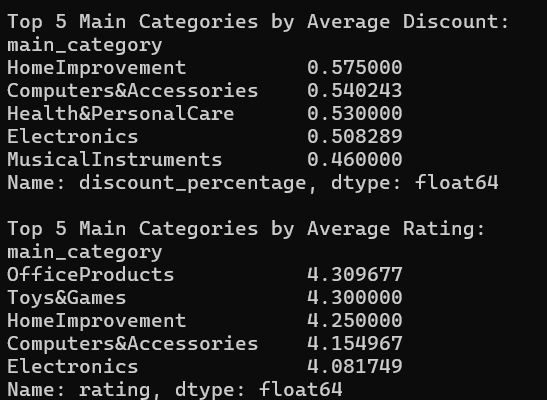 Top 5 Main Categories by Average Discount:
main_category
HomeImprovement          0.575000
Computers&Accessories    0.540243
Health&PersonalCare      0.530000
Electronics              0.508289
MusicalInstruments       0.460000
Name: discount_percentage, dtype: float64

Top 5 Main Categories by Average Rating:
main_category
OfficeProducts           4.309677
Toys&Games               4.300000
HomeImprovement          4.250000
Computers&Accessories    4.154967
Electronics              4.081749
Name: rating, dtype: float64